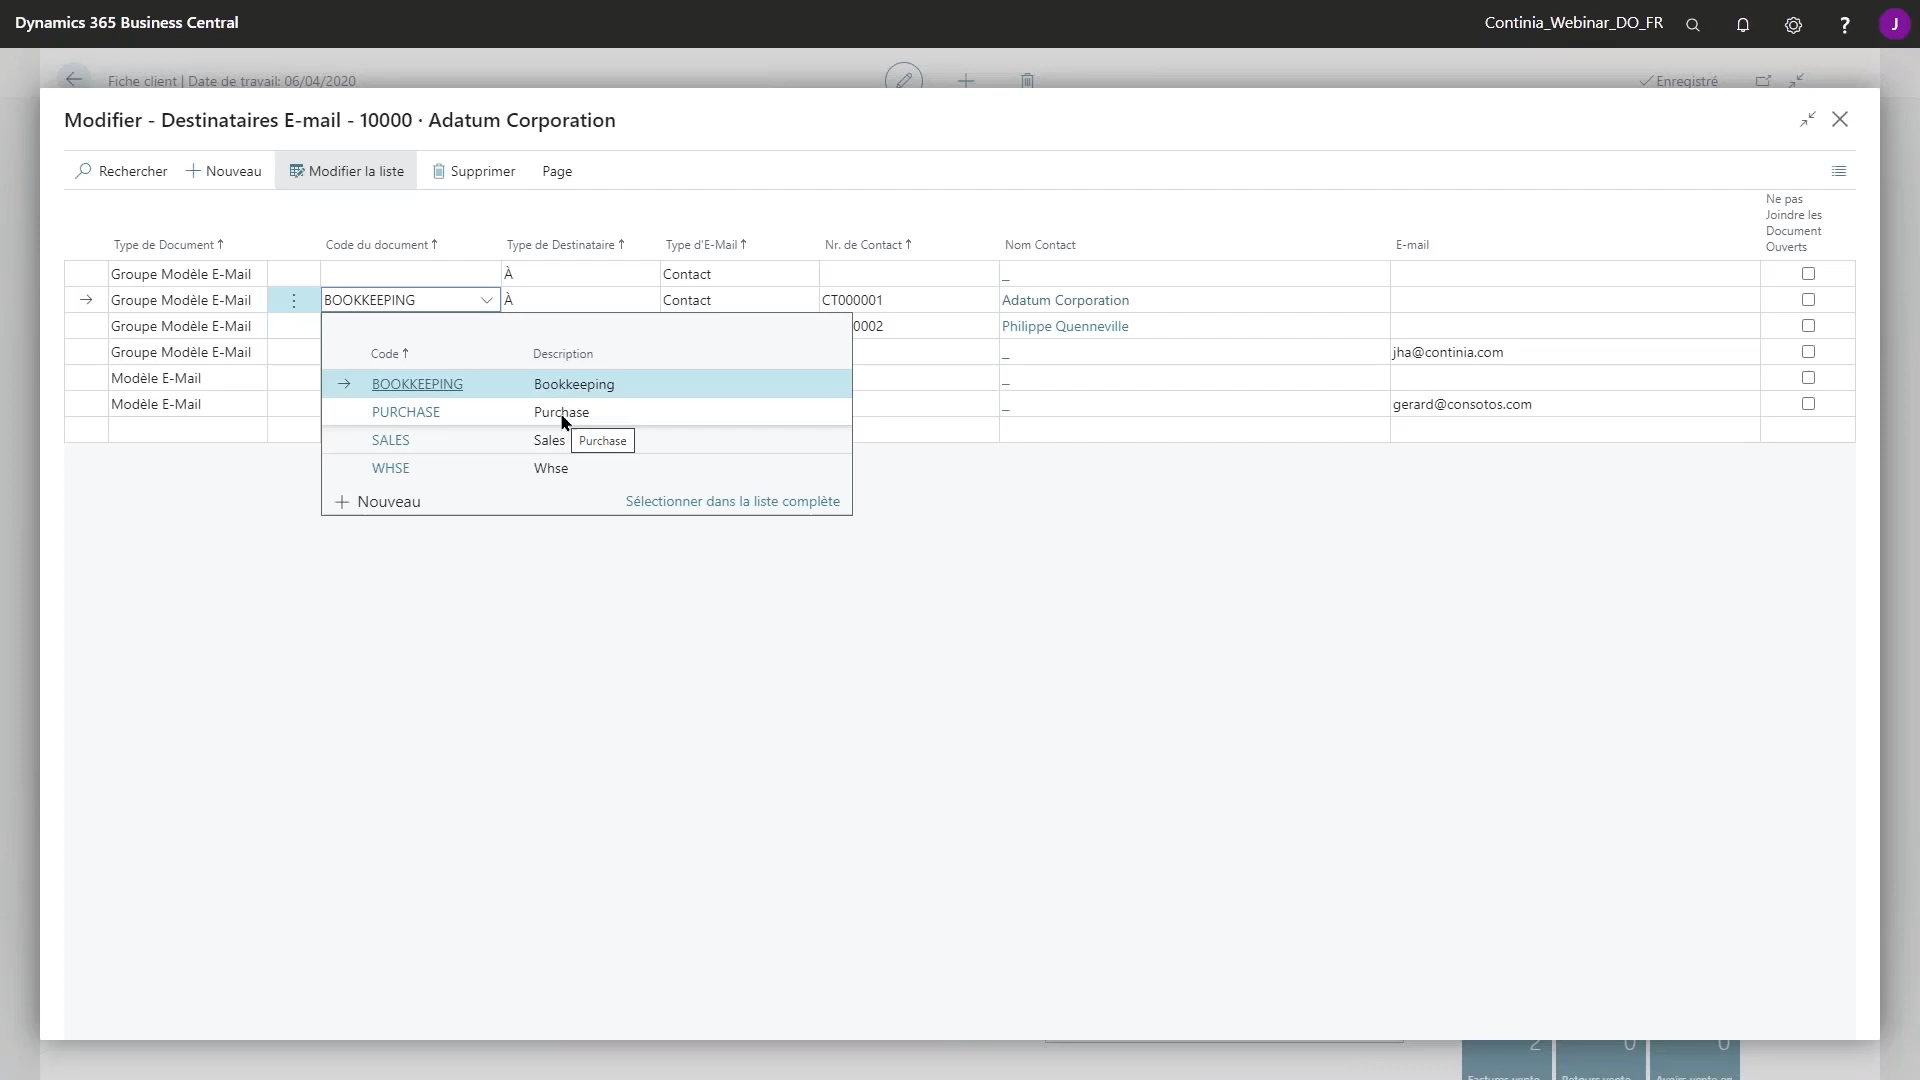 Dynamics 365 Business Central
Continia_Webinar_DO_FR
?
J
Fiche client | Date de travail: 06/04/2020
Enregistré
Modifier - Destinataires E-mail - 10000 · Adatum Corporation
Rechercher
Nouveau
Modifier la liste
Supprimer
Page
Type de Document ↑
Code du document ↑
Type de Destinataire ↑
Type d'E-Mail ↑
Nr. de Contact ↑
Nom Contact
E-mail
Ne pas
Joindre les
Document
Ouverts
Groupe Modèle E-Mail À Contact _
Groupe Modèle E-Mail BOOKKEEPING À Contact CT000001 Adatum Corporation
Groupe Modèle E-Mail 0002 Philippe Quenneville
Groupe Modèle E-Mail _ jha@continia.com
Modèle E-Mail _
Modèle E-Mail _ gerard@consotos.com
Code ↑ Description
BOOKKEEPING Bookkeeping
PURCHASE Purchase
SALES Sales
Purchase
WHSE Whse
Nouveau
Sélectionner dans la liste complète
2 0 0